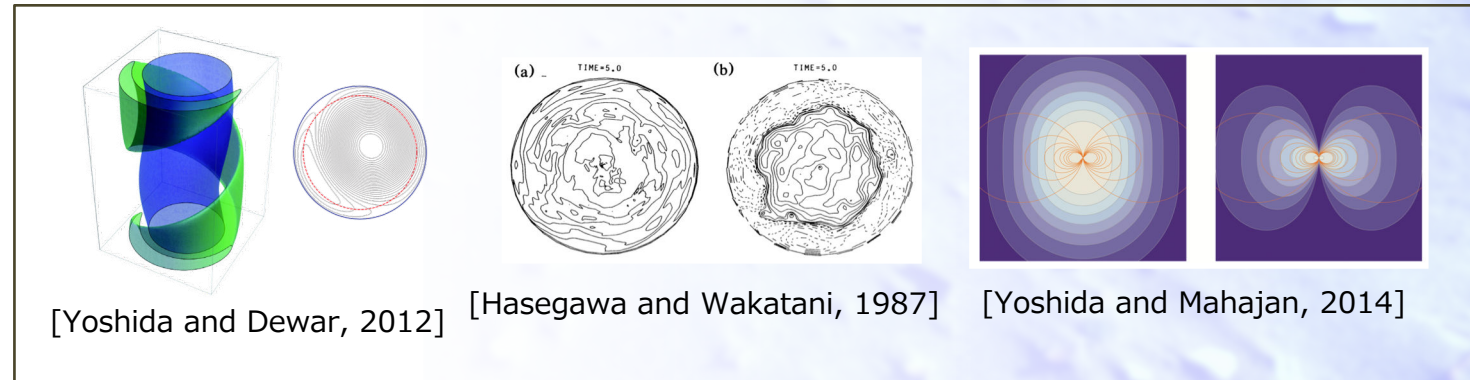 (a)
TIME=5.0
(b)
TIME=5.0
[Yoshida and Dewar, 2012]
[Hasegawa and Wakatani, 1987]
[Yoshida and Mahajan, 2014]